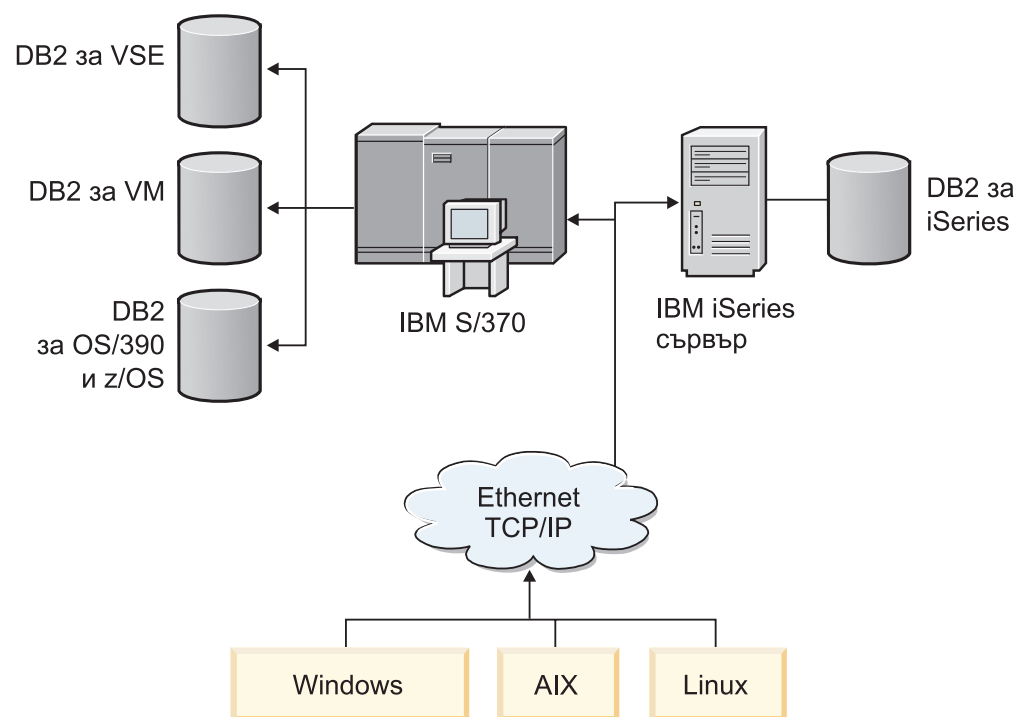 DB2 за VSE
DB2 за VM
DB2
за OS/390
и z/OS
IBM S/370
IBM iSeries
сървър
DB2 за
iSeries
Ethernet
TCP/IP
Windows
AIX
Linux